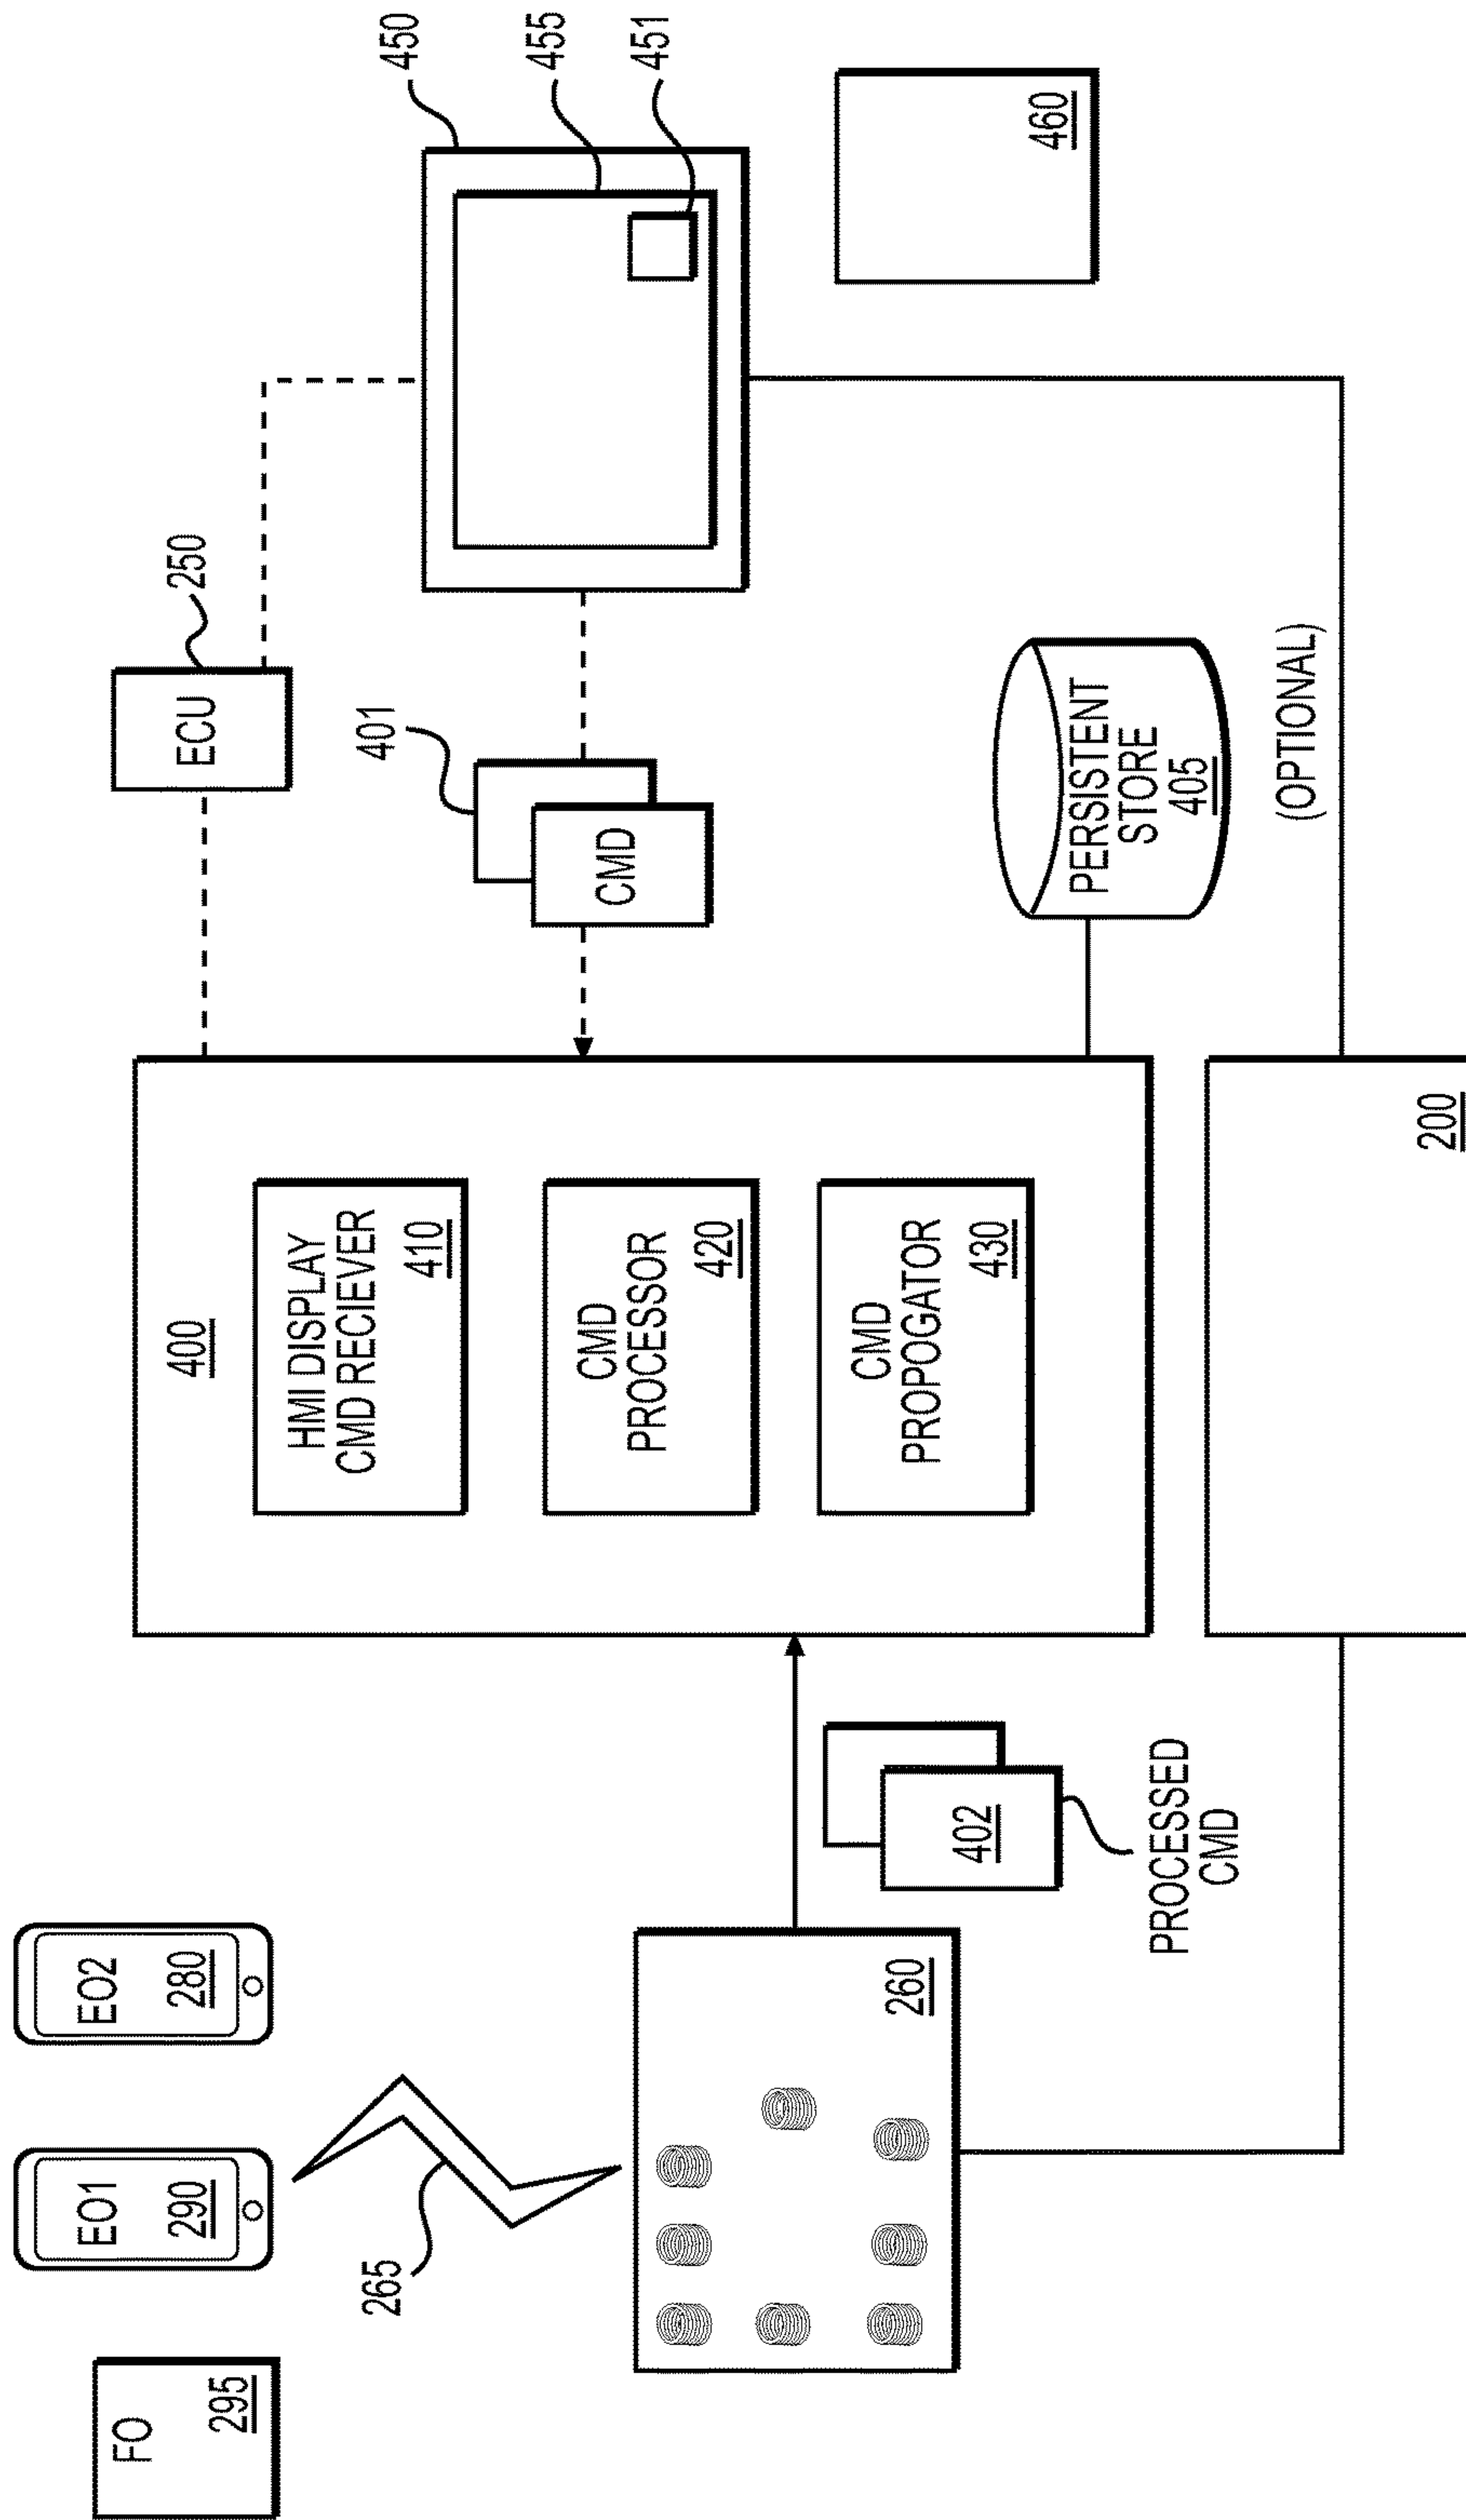 FO
295
EO1
290
EO2
280
265
260
402
PROCESSED
CMD
400
HMI DISPLAY
CMD RECIEVER
410
CMD
PROCESSOR
420
CMD
PROPOGATOR
430
200
ECU
250
401
CMD
PERSISTENT
STORE
405
(OPTIONAL)
450
455
451
460